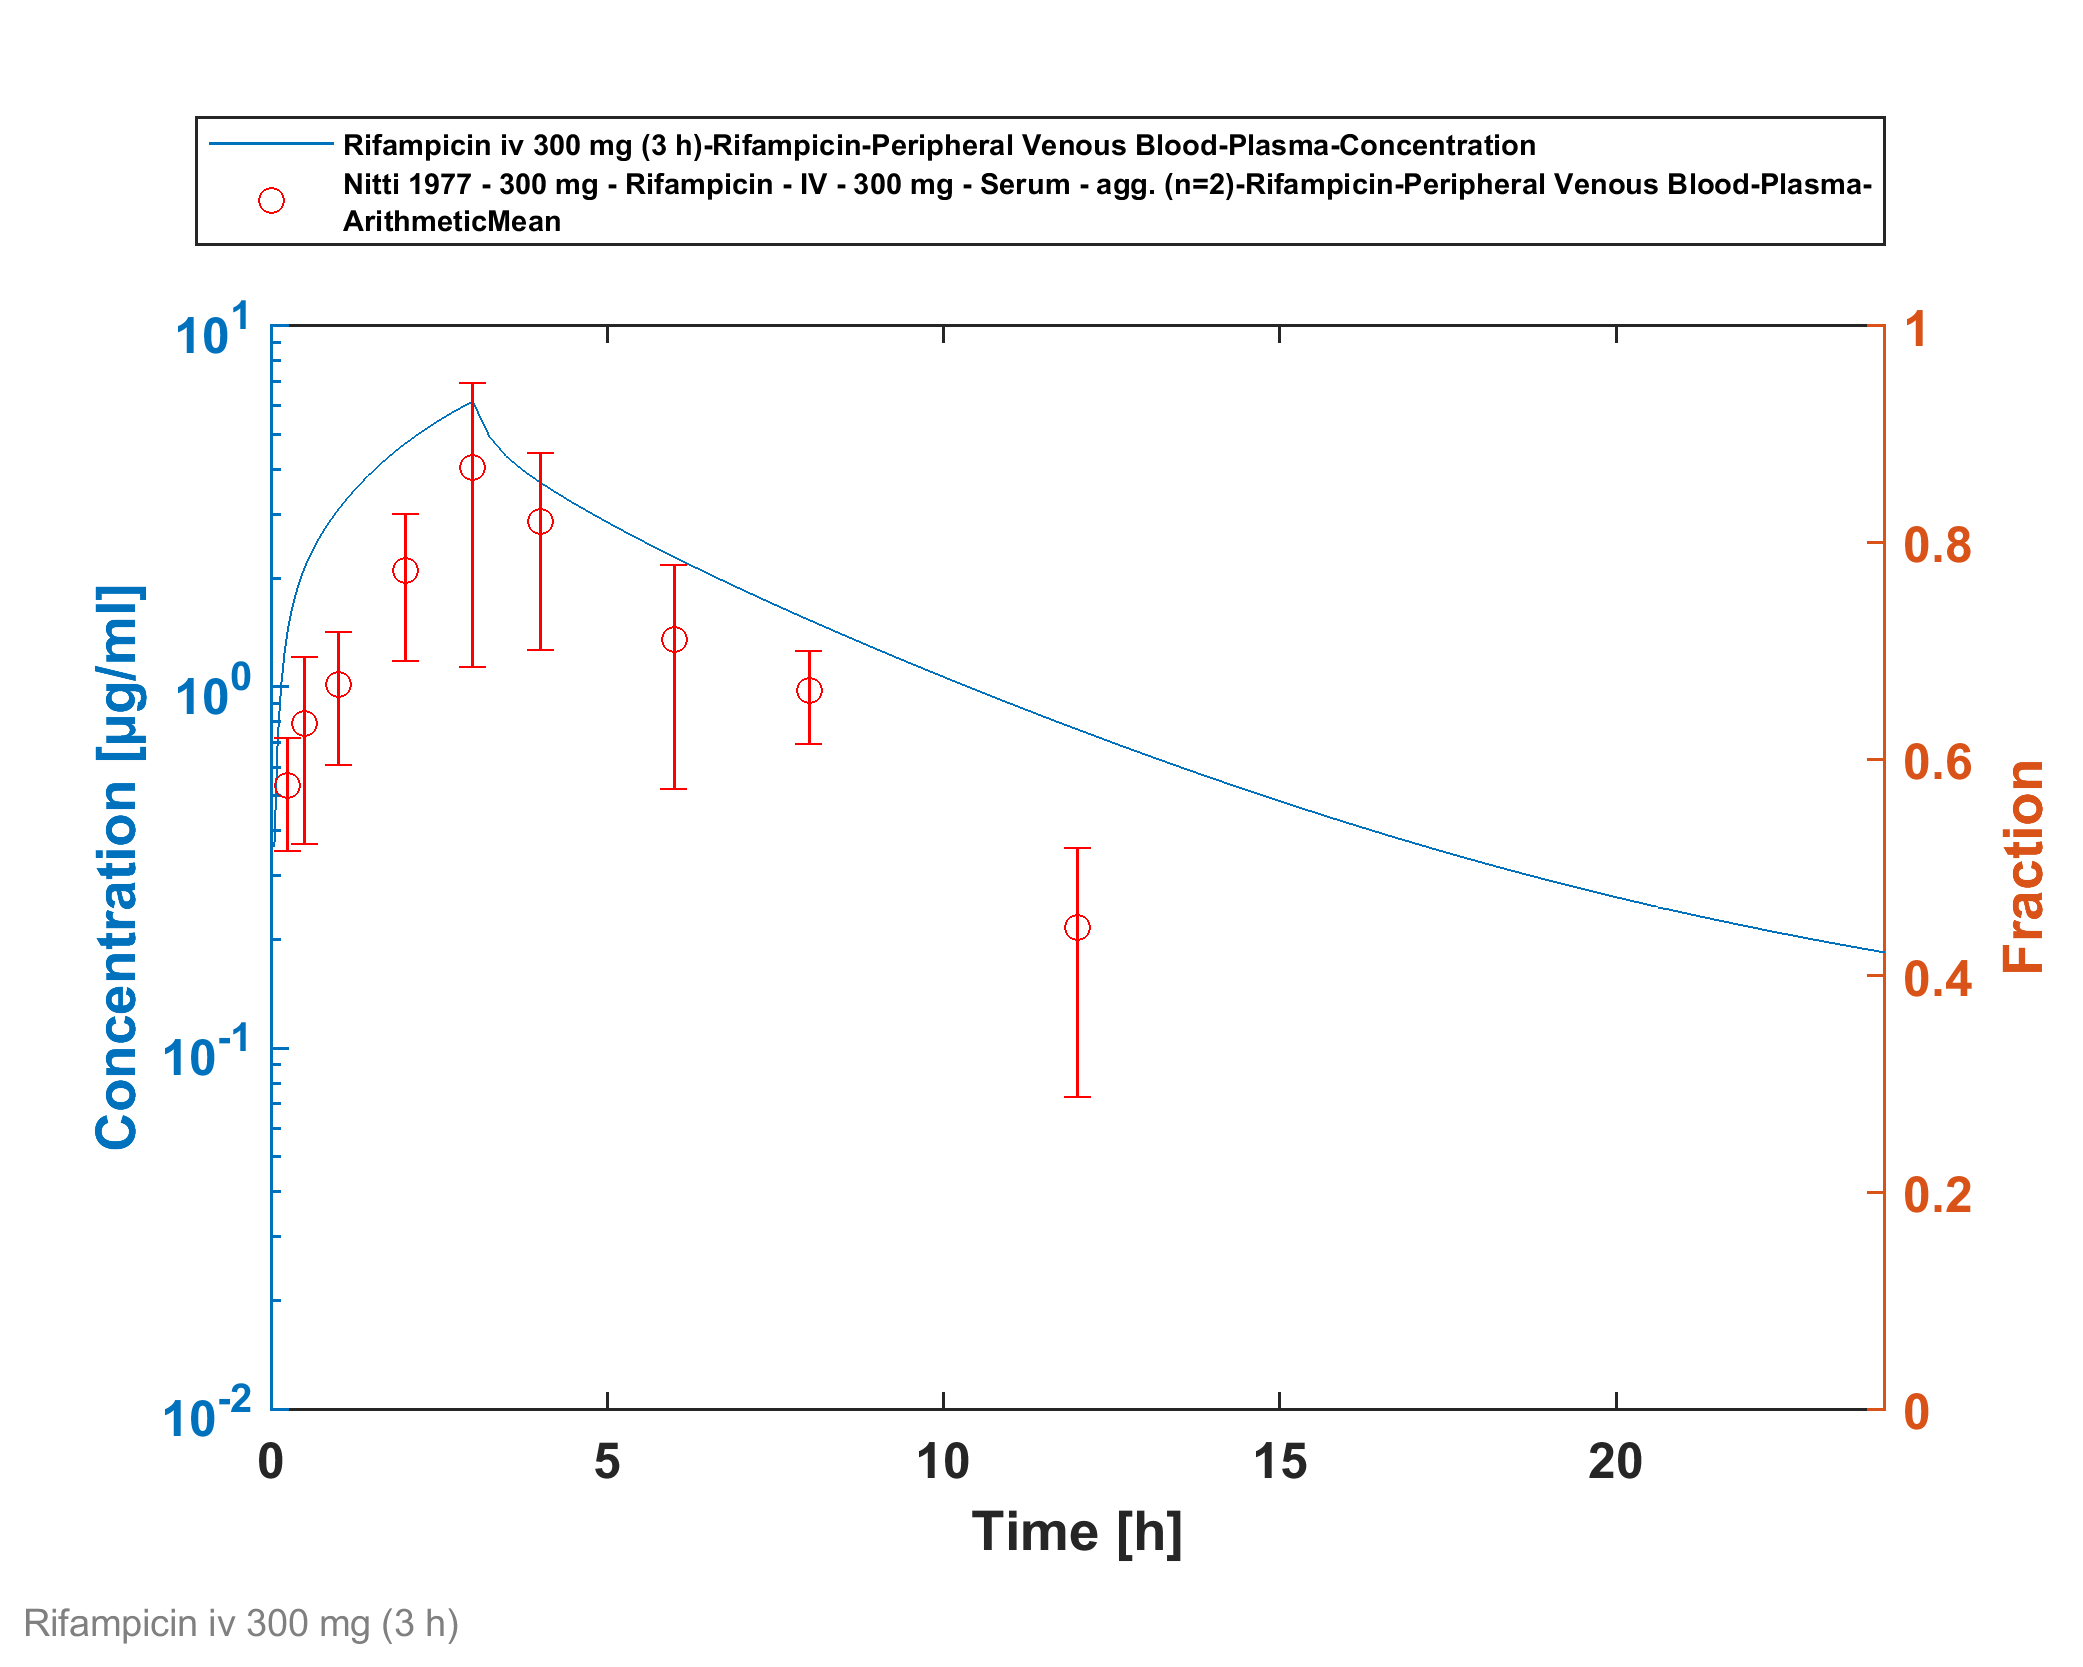 Rifampicin iv 300 mg (3 h)-Rifampicin-Peripheral Venous Blood-Plasma-Concentration
Nitti 1977 - 300 mg - Rifampicin - IV - 300 mg - Serum - agg. (n=2)-Rifampicin-Peripheral Venous Blood-Plasma-
ArithmeticMean
10^1
10^0
10^-1
10^-2
Concentration [µg/ml]
1
0.8
0.6
0.4
0.2
0
Fraction
0 5 10 15 20
Time [h]
Rifampicin iv 300 mg (3 h)